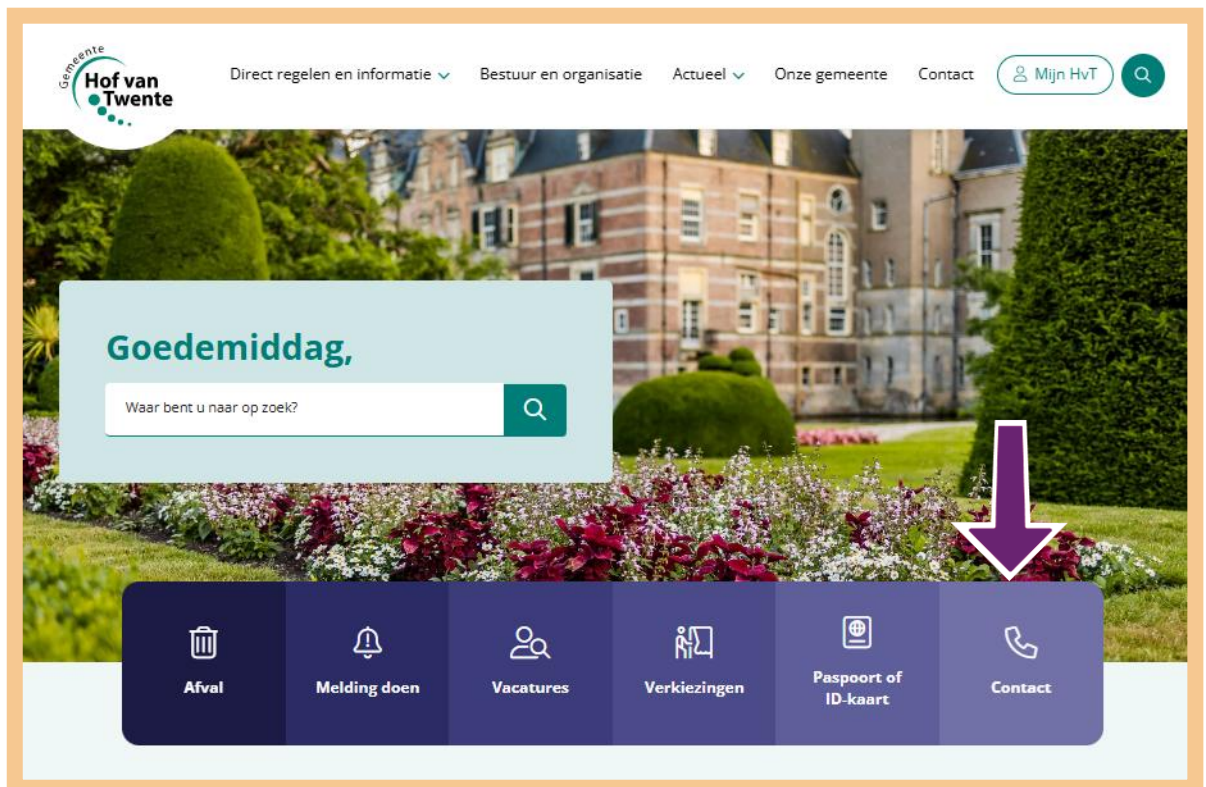 Gemeente
Hof van
Twente
Direct regelen en informatie
Bestuur en organisatie
Actueel
Onze gemeente
Contact
Mijn HvT
Goedemiddag,
Waar bent u naar op zoek?
Afval
Melding doen
Vacatures
Verkiezingen
Paspoort of
ID-kaart
Contact